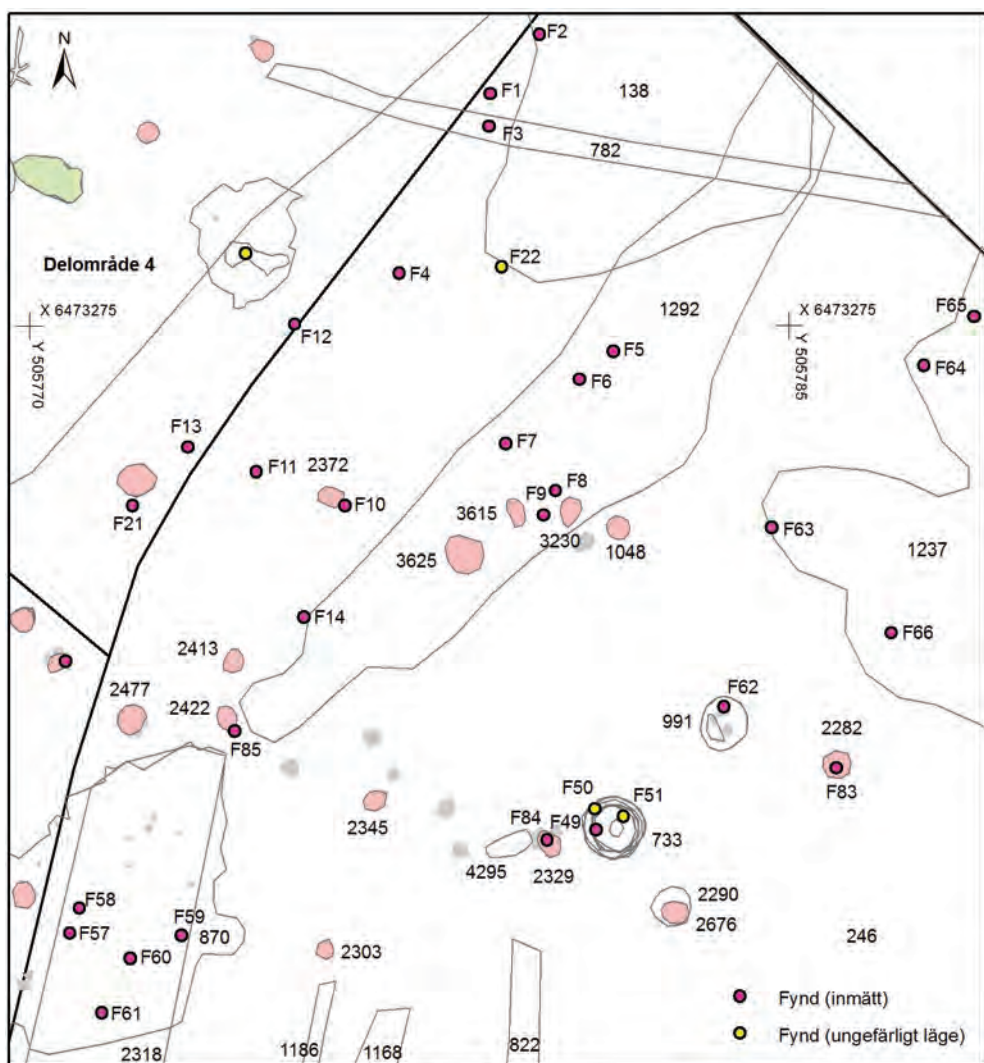 N
F2
F1
138
F3
782
Delområde 4
F22
F4
X 6473275
Y 505770
F12
1292
X 6473275
Y 505785
F65
F5
F64
F6
F13
F7
F11
2372
F8
F9
F21
F10
3615
3230
1048
F63
3625
1237
F14
F66
2413
2477
2422
F62
991
F85
2282
F83
2345
F50
F51
F84
F49
733
4295
2329
2290
2676
F58
F59
F57
870
246
F60
2303
F61
Fynd (inmätt)
Fynd (ungefärligt läge)
2318
1186
1168
822